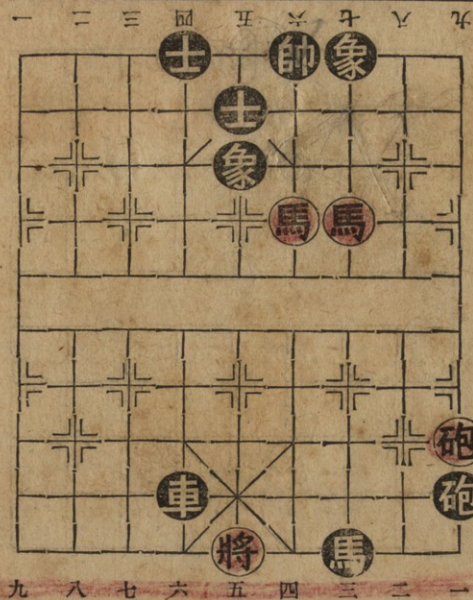 一 二 三 四 五 六 七 八 九
士 帥 象
士
象
馬 馬
砲
車 砲
將 馬
九 八 七 六 五 四 三 二 一